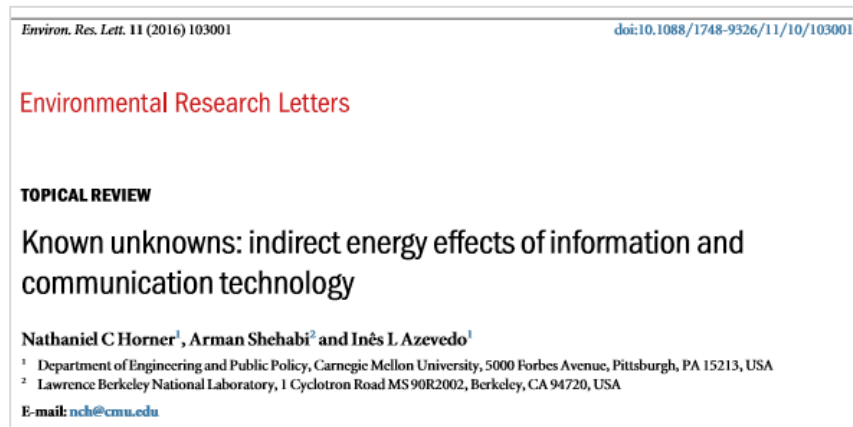 Environ. Res. Lett. 11 (2016) 103001
doi:10.1088/1748-9326/11/10/103001
Environmental Research Letters
TOPICAL REVIEW
Known unknowns: indirect energy effects of information and
communication technology
Nathaniel C Horner1, Arman Shehabi2 and Inês L Azevedo1
1 Department of Engineering and Public Policy, Carnegie Mellon University, 5000 Forbes Avenue, Pittsburgh, PA 15213, USA
2 Lawrence Berkeley National Laboratory, 1 Cyclotron Road MS 90R2002, Berkeley, CA 94720, USA
E-mail: nch@cmu.edu